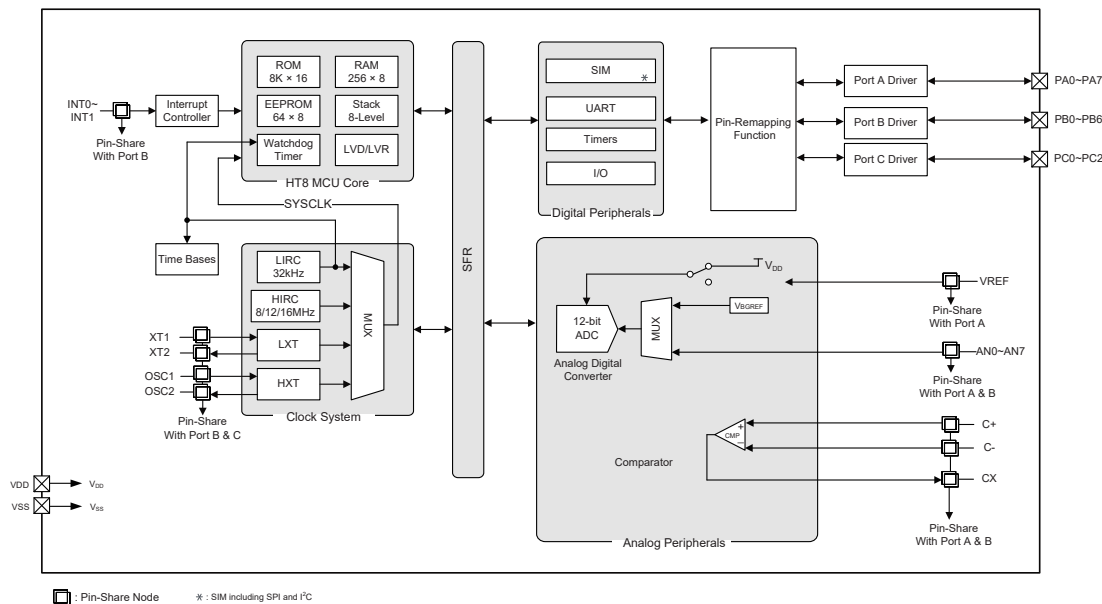 ROM
8K × 16
RAM
256 × 8
EEPROM
64 × 8
Stack
8-Level
Watchdog
Timer
LVD/LVR
HT8 MCU Core
INT0~
INT1
Pin-Share
With Port B
Interrupt
Controller
SYSCLK
Time Bases
LIRC
32kHz
HIRC
8/12/16MHz
LXT
HXT
MUX
Clock System
XT1
XT2
OSC1
OSC2
Pin-Share
With Port B & C
VDD
VDD
VSS
VSS
SFR
SIM
*
UART
Timers
I/O
Digital Peripherals
Pin-Remapping
Function
Port A Driver
Port B Driver
Port C Driver
PA0~PA7
PB0~PB6
PC0~PC2
VDD
VBGREF
12-bit
ADC
MUX
Analog Digital
Converter
VREF
Pin-Share
With Port A
AN0~AN7
Pin-Share
With Port A & B
+
CMP
−
Comparator
C+
C-
CX
Pin-Share
With Port A & B
Analog Peripherals
: Pin-Share Node
* : SIM including SPI and I²C